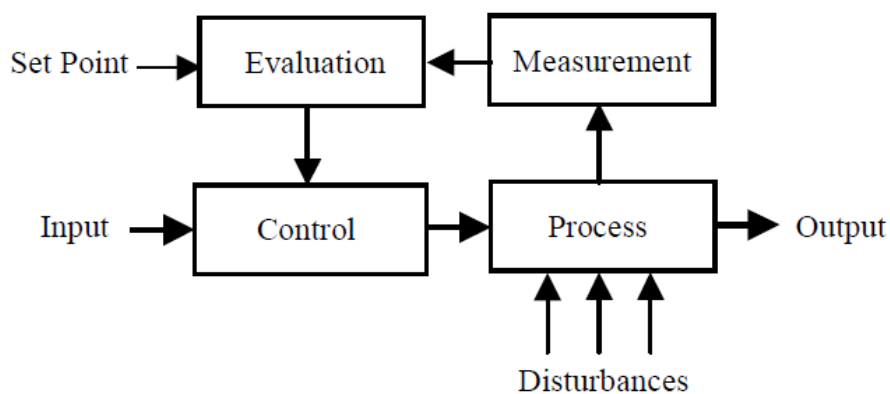 Set Point
Evaluation
Measurement
Input
Control
Process
Output
Disturbances